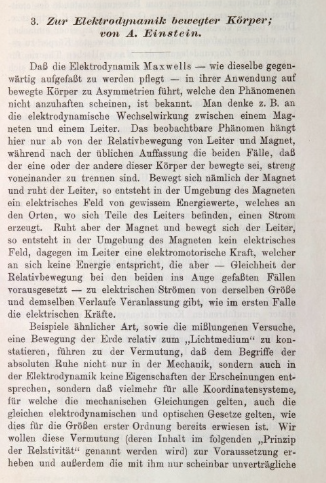 3. Zur Elektrodynamik bewegter Körper;
von A. Einstein.
Daß die Elektrodynamik Maxwells — wie dieselbe gegen-
wärtig aufgefaßt zu werden pflegt — in ihrer Anwendung auf
bewegte Körper zu Asymmetrien führt, welche den Phänomenen
nicht anzuhaften scheinen, ist bekannt. Man denke z. B. an
die elektrodynamische Wechselwirkung zwischen einem Mag-
neten und einem Leiter. Das beobachtbare Phänomen hängt
hier nur ab von der Relativbewegung von Leiter und Magnet,
während nach der üblichen Auffassung die beiden Fälle, daß
der eine oder der andere dieser Körper der bewegte sei, streng
voneinander zu trennen sind. Bewegt sich nämlich der Magnet
und ruht der Leiter, so entsteht in der Umgebung des Magneten
ein elektrisches Feld von gewissem Energiewerte, welches an
den Orten, wo sich Teile des Leiters befinden, einen Strom
erzeugt. Ruht aber der Magnet und bewegt sich der Leiter,
so entsteht in der Umgebung des Magneten kein elektrisches
Feld, dagegen im Leiter eine elektromotorische Kraft, welcher
an sich keine Energie entspricht, die aber — Gleichheit der
Relativbewegung bei den beiden ins Auge gefaßten Fällen
vorausgesetzt — zu elektrischen Strömen von derselben Größe
und demselben Verlaufe Veranlassung gibt, wie im ersten Falle
die elektrischen Kräfte.
Beispiele ähnlicher Art, sowie die mißlungenen Versuche,
eine Bewegung der Erde relativ zum „Lichtmedium“ zu kon-
statieren, führen zu der Vermutung, daß dem Begriffe der
absoluten Ruhe nicht nur in der Mechanik, sondern auch in
der Elektrodynamik keine Eigenschaften der Erscheinungen ent-
sprechen, sondern daß vielmehr für alle Koordinatensysteme,
für welche die mechanischen Gleichungen gelten, auch die
gleichen elektrodynamischen und optischen Gesetze gelten, wie
dies für die Größen erster Ordnung bereits erwiesen ist. Wir
wollen diese Vermutung (deren Inhalt im folgenden „Prinzip
der Relativität“ genannt werden wird) zur Voraussetzung er-
heben und außerdem die mit ihm nur scheinbar unverträgliche